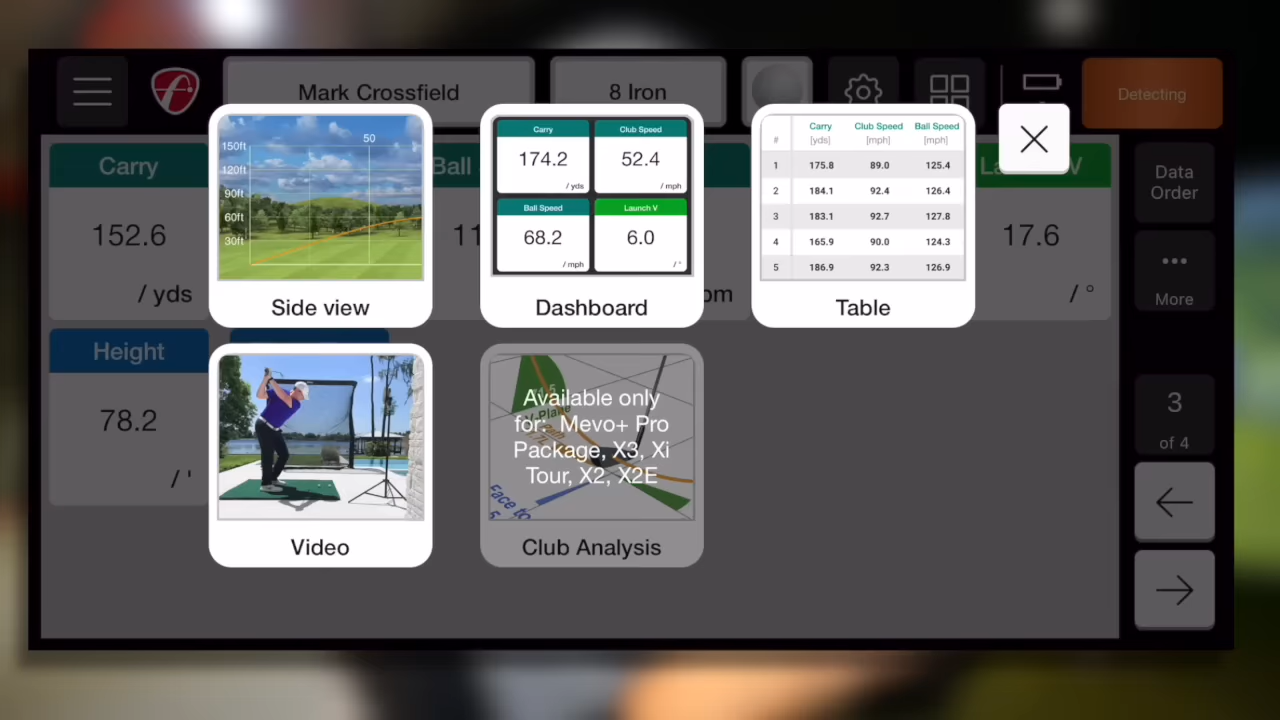 Mark Crossfield
8 Iron
Detecting
Carry
152.6
/ yds
Ball
11
pm
17.6
/ °
Height
78.2
/ '
Data
Order
More
3
of 4
150ft
120ft
90ft
60ft
30ft
50
Side view
Carry
174.2
/ yds
Club Speed
52.4
/ mph
Ball Speed
68.2
/ mph
Launch V
6.0
/ °
Dashboard
Carry Club Speed Ball Speed
# [yds] [mph] [mph]
1 175.8 89.0 125.4
2 184.1 92.4 126.4
3 183.1 92.7 127.8
4 165.9 90.0 124.3
5 186.9 92.3 126.9
Table
Video
Available only
for: Mevo+ Pro
Package, X3, Xi
Tour, X2, X2E
V-Plane
Face to
Club Analysis